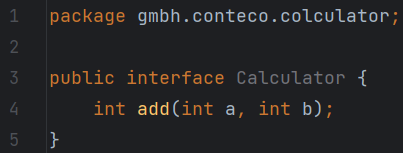 1 package gmbh.conteco.colculator;
2
3 public interface Calculator {
4     int add(int a, int b);
5 }